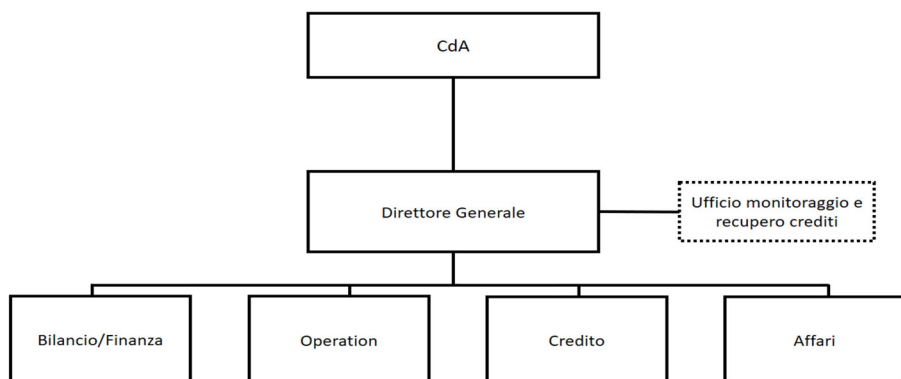 CdA
Direttore Generale
Ufficio monitoraggio e
recupero crediti
Bilancio/Finanza
Operation
Credito
Affari